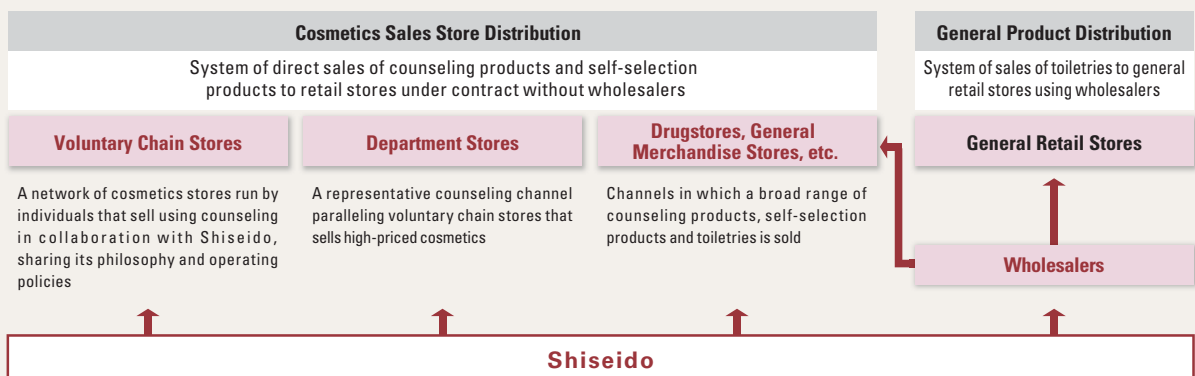 Cosmetics Sales Store Distribution
System of direct sales of counseling products and self-selection
products to retail stores under contract without wholesalers
General Product Distribution
System of sales of toiletries to general
retail stores using wholesalers
Voluntary Chain Stores
A network of cosmetics stores run by
individuals that sell using counseling
in collaboration with Shiseido,
sharing its philosophy and operating
policies
Department Stores
A representative counseling channel
paralleling voluntary chain stores that
sells high-priced cosmetics
Drugstores, General
Merchandise Stores, etc.
Channels in which a broad range of
counseling products, self-selection
products and toiletries is sold
General Retail Stores
Wholesalers
Shiseido